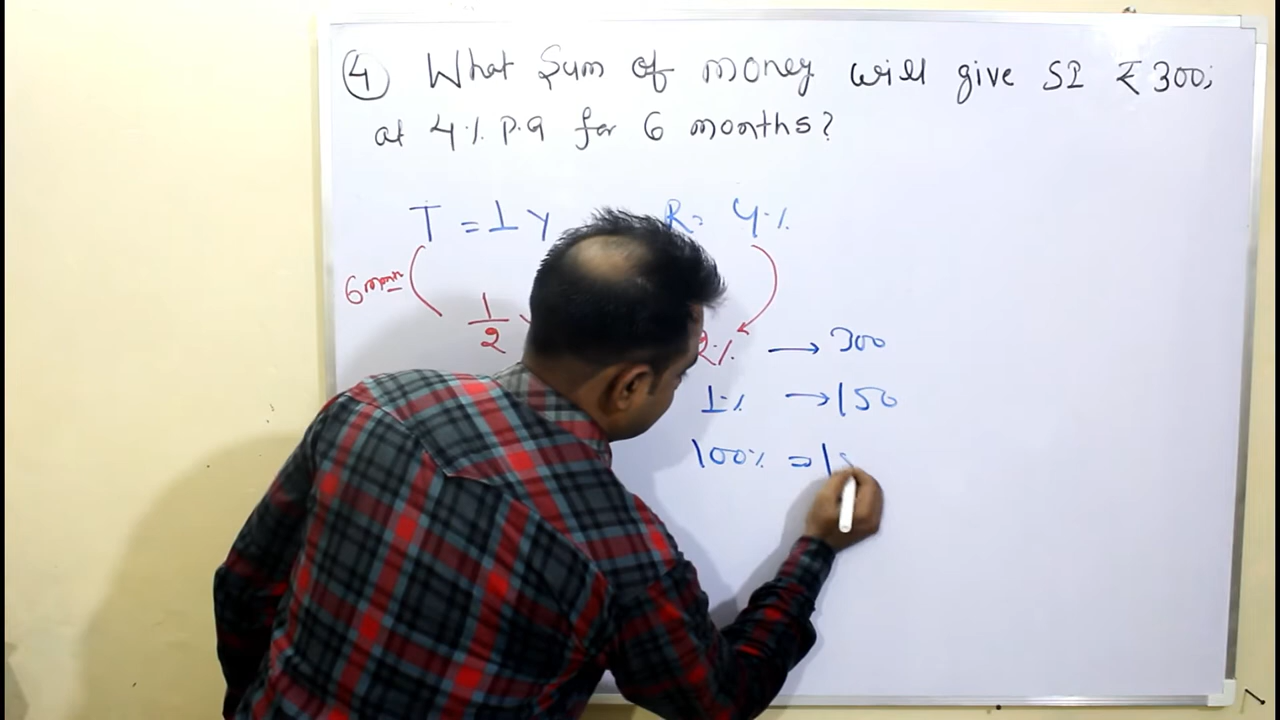 ④ What Sum of money will give SI ₹ 300;
at 4% P.a for 6 months?
T = 1 Y R= 4%
6 month
1/2 2% → 300
1% → 150
100% = 15